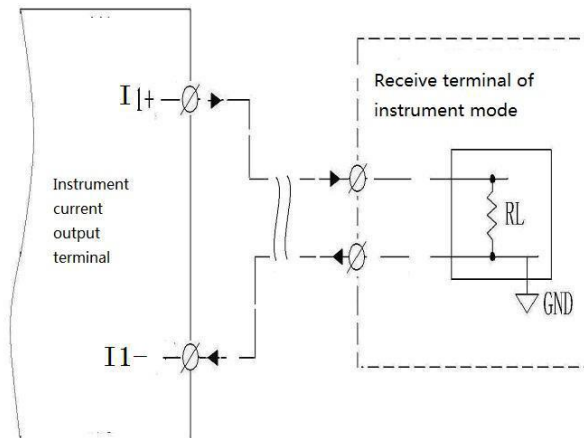 I1+
Receive terminal of
instrument mode
Instrument
current
output
terminal
RL
GND
I1-